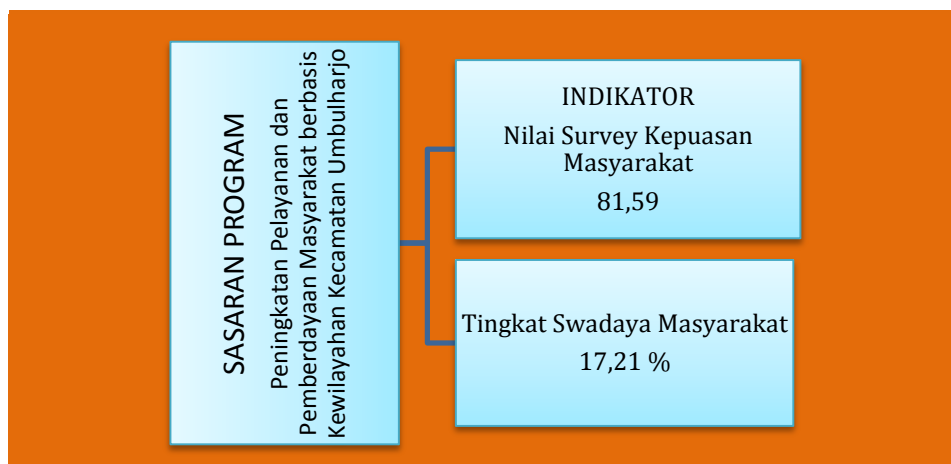 SASARAN PROGRAM
Peningkatan Pelayanan dan
Pemberdayaan Masyarakat berbasis
Kewilayahan Kecamatan Umbulharjo
INDIKATOR
Nilai Survey Kepuasan
Masyarakat
81,59
Tingkat Swadaya Masyarakat
17,21 %